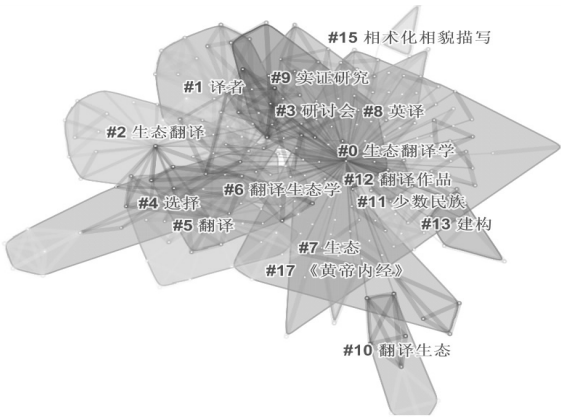 #15 相术化相貌描写
#9 实证研究
#1 译者
#3 研讨会
#8 英译
#2 生态翻译
#0 生态翻译学
#12 翻译作品
#6 翻译生态学
#4 选择
#11 少数民族
#5 翻译
#13 建构
#7 生态
#17 《黄帝内经》
#10 翻译生态